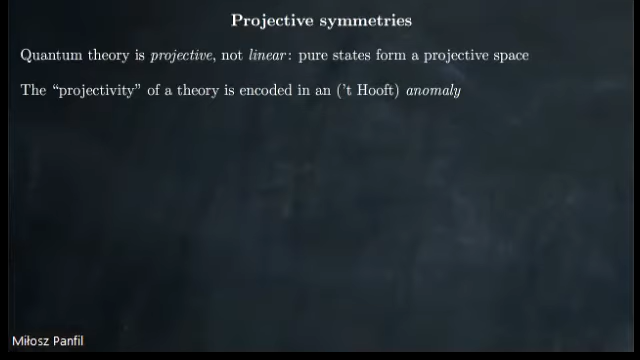 Projective symmetries
Quantum theory is projective, not linear: pure states form a projective space
The “projectivity” of a theory is encoded in an (’t Hooft) anomaly
Miłosz Panfil